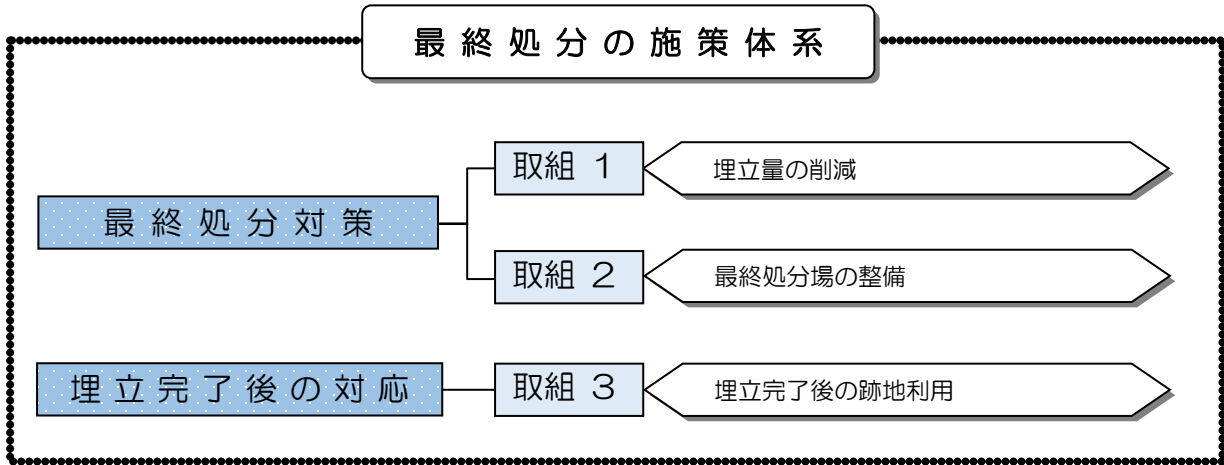 最終処分の施策体系
取組 1
埋立量の削減
最終処分対策
取組 2
最終処分場の整備
埋立完了後の対応
取組 3
埋立完了後の跡地利用